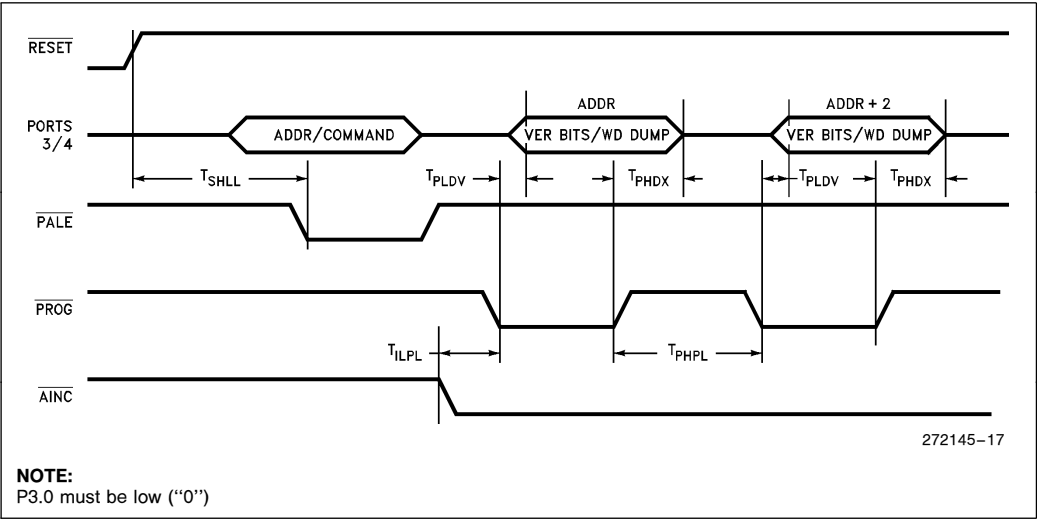 RESET
PORTS
3/4
ADDR/COMMAND
ADDR
VER BITS/WD DUMP
ADDR + 2
VER BITS/WD DUMP
TSHLL
TPLDV
TPHDX
TPLDV
TPHDX
PALE
PROG
TILPL
TPHPL
AINC
272145–17
NOTE:
P3.0 must be low (‘‘0’’)